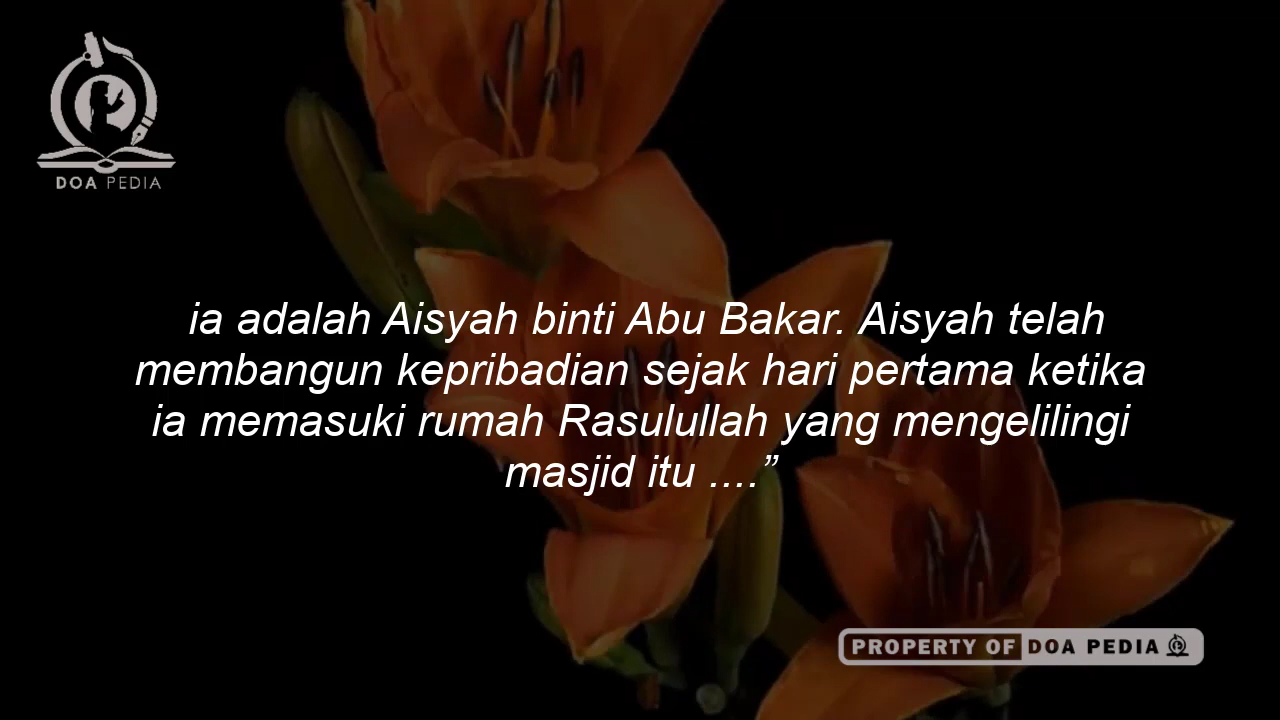 DOA PEDIA
ia adalah Aisyah binti Abu Bakar. Aisyah telah
membangun kepribadian sejak hari pertama ketika
ia memasuki rumah Rasulullah yang mengelilingi
masjid itu ....”
PROPERTY OF DOA PEDIA